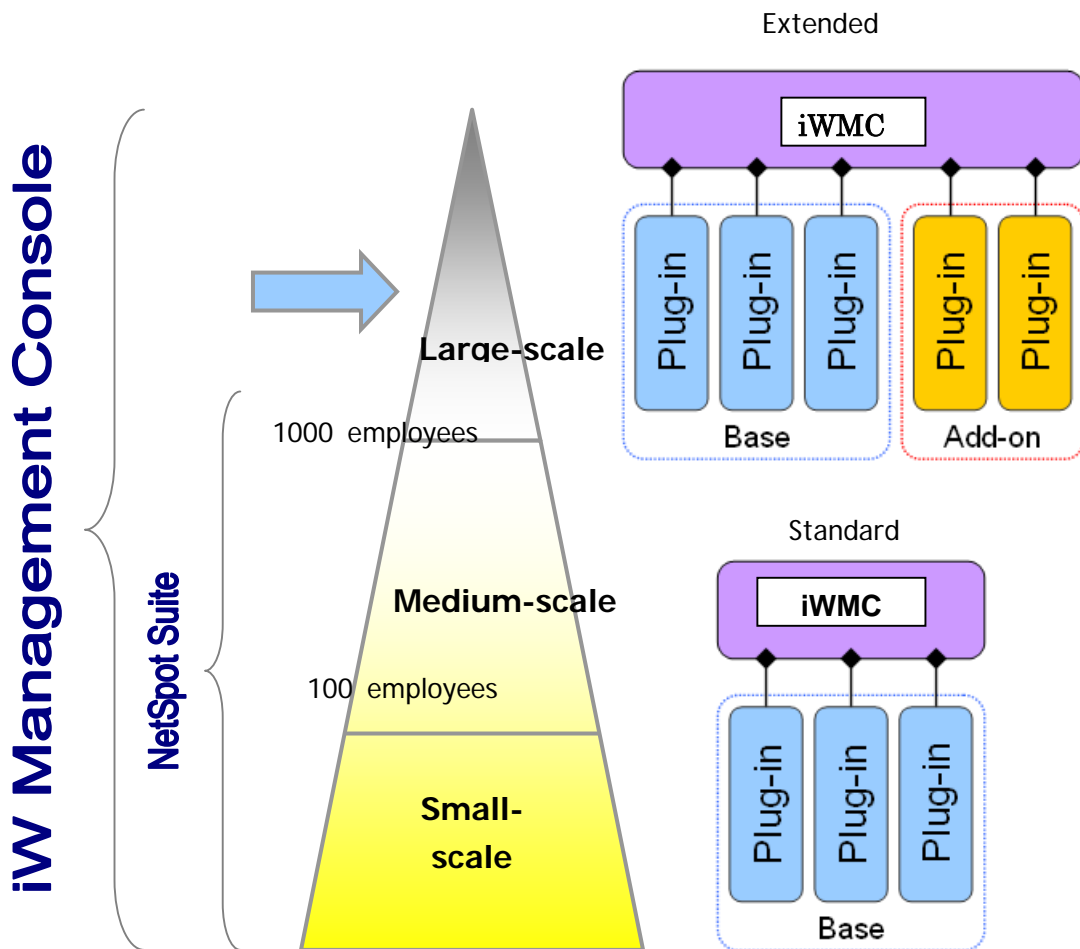 iW Management Console
NetSpot Suite
Large-scale
1000 employees
Medium-scale
100 employees
Small-
scale
Extended
iWMC
Plug-in
Plug-in
Plug-in
Plug-in
Plug-in
Base
Add-on
Standard
iWMC
Plug-in
Plug-in
Plug-in
Base